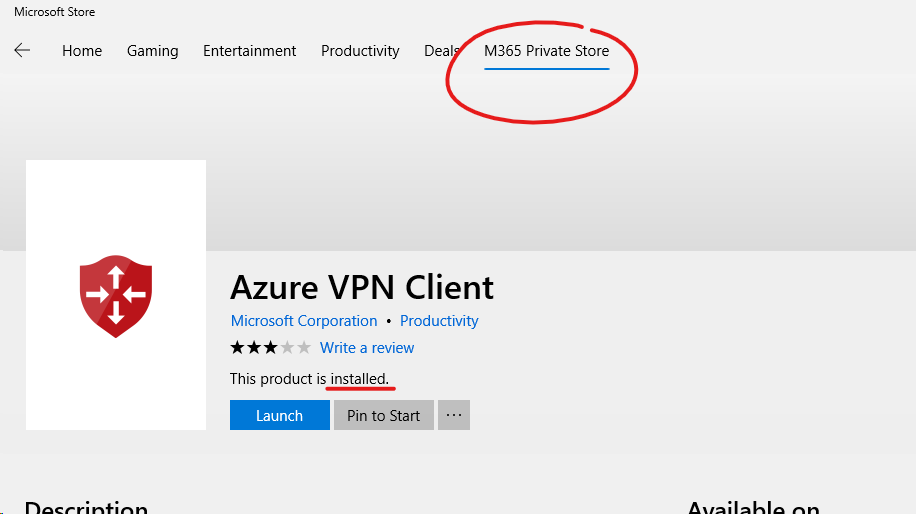 Microsoft Store
Home Gaming Entertainment Productivity Deals M365 Private Store
Azure VPN Client
Microsoft Corporation • Productivity
Write a review
This product is installed.
Launch Pin to Start ...
Description Available on